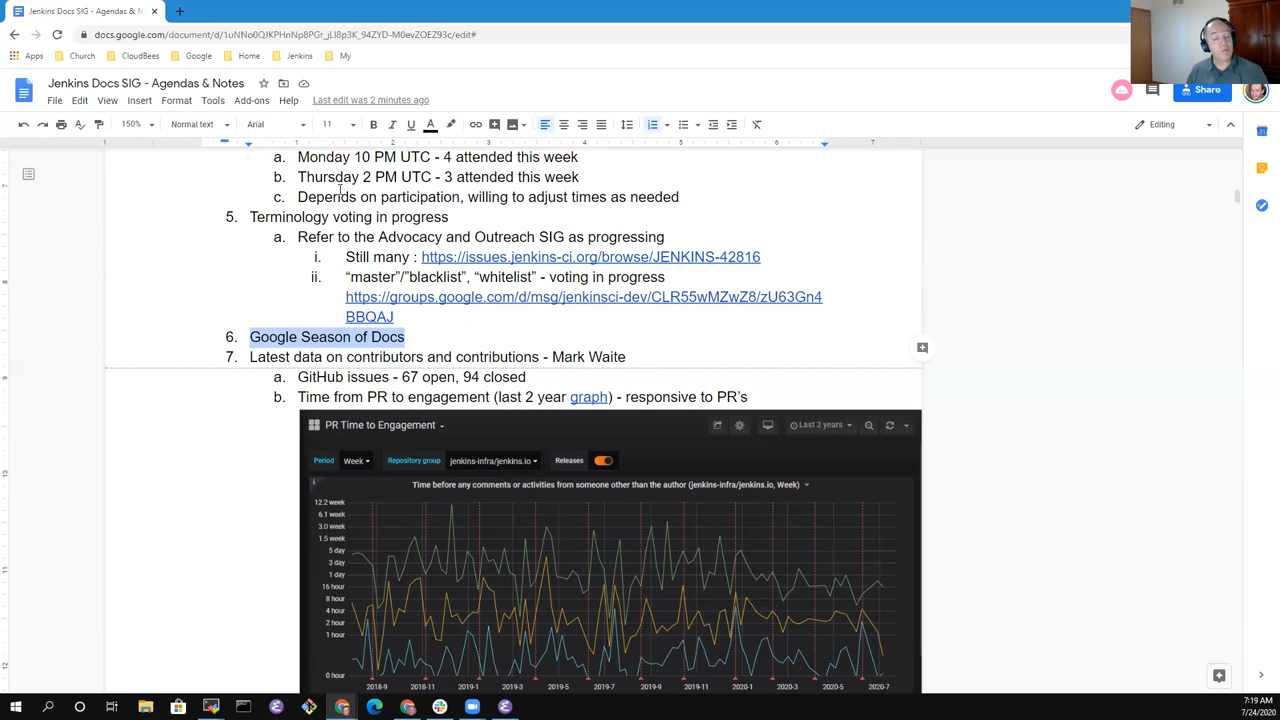 Jenkins Docs SIG - Agendas & N
docs.google.com/document/d/1uNNo0QJKPHnNp8PGr_jLl8p3K_94ZYD-M0evZOEZ93c/edit#
Apps Church CloudBees Google Home Jenkins My
Jenkins Docs SIG - Agendas & Notes
File Edit View Insert Format Tools Add-ons Help Last edit was 2 minutes ago
Share
150% Normal text Arial 11 Editing
1 1 2 3 4 5 6 7
a. Monday 10 PM UTC - 4 attended this week
b. Thursday 2 PM UTC - 3 attended this week
c. Depends on participation, willing to adjust times as needed
5. Terminology voting in progress
a. Refer to the Advocacy and Outreach SIG as progressing
i. Still many : https://issues.jenkins-ci.org/browse/JENKINS-42816
ii. “master”/”blacklist”, “whitelist” - voting in progress
https://groups.google.com/d/msg/jenkinsci-dev/CLR55wMZwZ8/zU63Gn4
BBQAJ
6. Google Season of Docs
7. Latest data on contributors and contributions - Mark Waite
a. GitHub issues - 67 open, 94 closed
b. Time from PR to engagement (last 2 year graph) - responsive to PR’s
PR Time to Engagement
Last 2 years
Period Week Repository group jenkins-infra/jenkins.io Releases
Time before any comments or activities from someone other than the author (jenkins-infra/jenkins.io, Week)
12.2 week
6.1 week
3.0 week
1.5 week
5 day
3 day
1 day
16 hour
8 hour
4 hour
2 hour
1 hour
0 hour
2018-9 2018-11 2019-1 2019-3 2019-5 2019-7 2019-9 2019-11 2020-1 2020-3 2020-5 2020-7
7:19 AM
7/24/2020